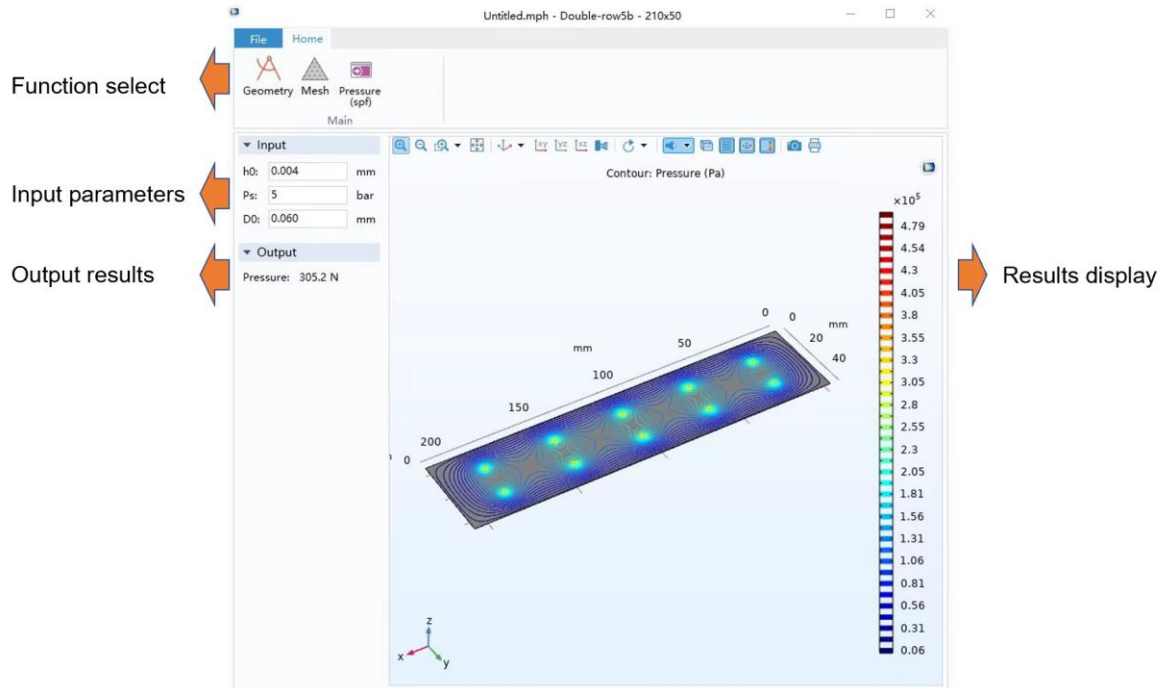 Untitled.mph - Double-row5b - 210x50
File Home
Function select
Geometry Mesh Pressure
(spf)
Main
Input
h0: 0.004 mm
Input parameters
Ps: 5 bar
D0: 0.060 mm
Output
Output results
Pressure: 305.2 N
xy yz xz
Contour: Pressure (Pa)
Results display
×10⁵
4.79
4.54
4.3
4.05
3.8
3.55
3.3
3.05
2.8
2.55
2.3
2.05
1.81
1.56
1.31
1.06
0.81
0.56
0.31
0.06
0 0
mm
20
40
50
mm
100
150
200
0
z
x
y